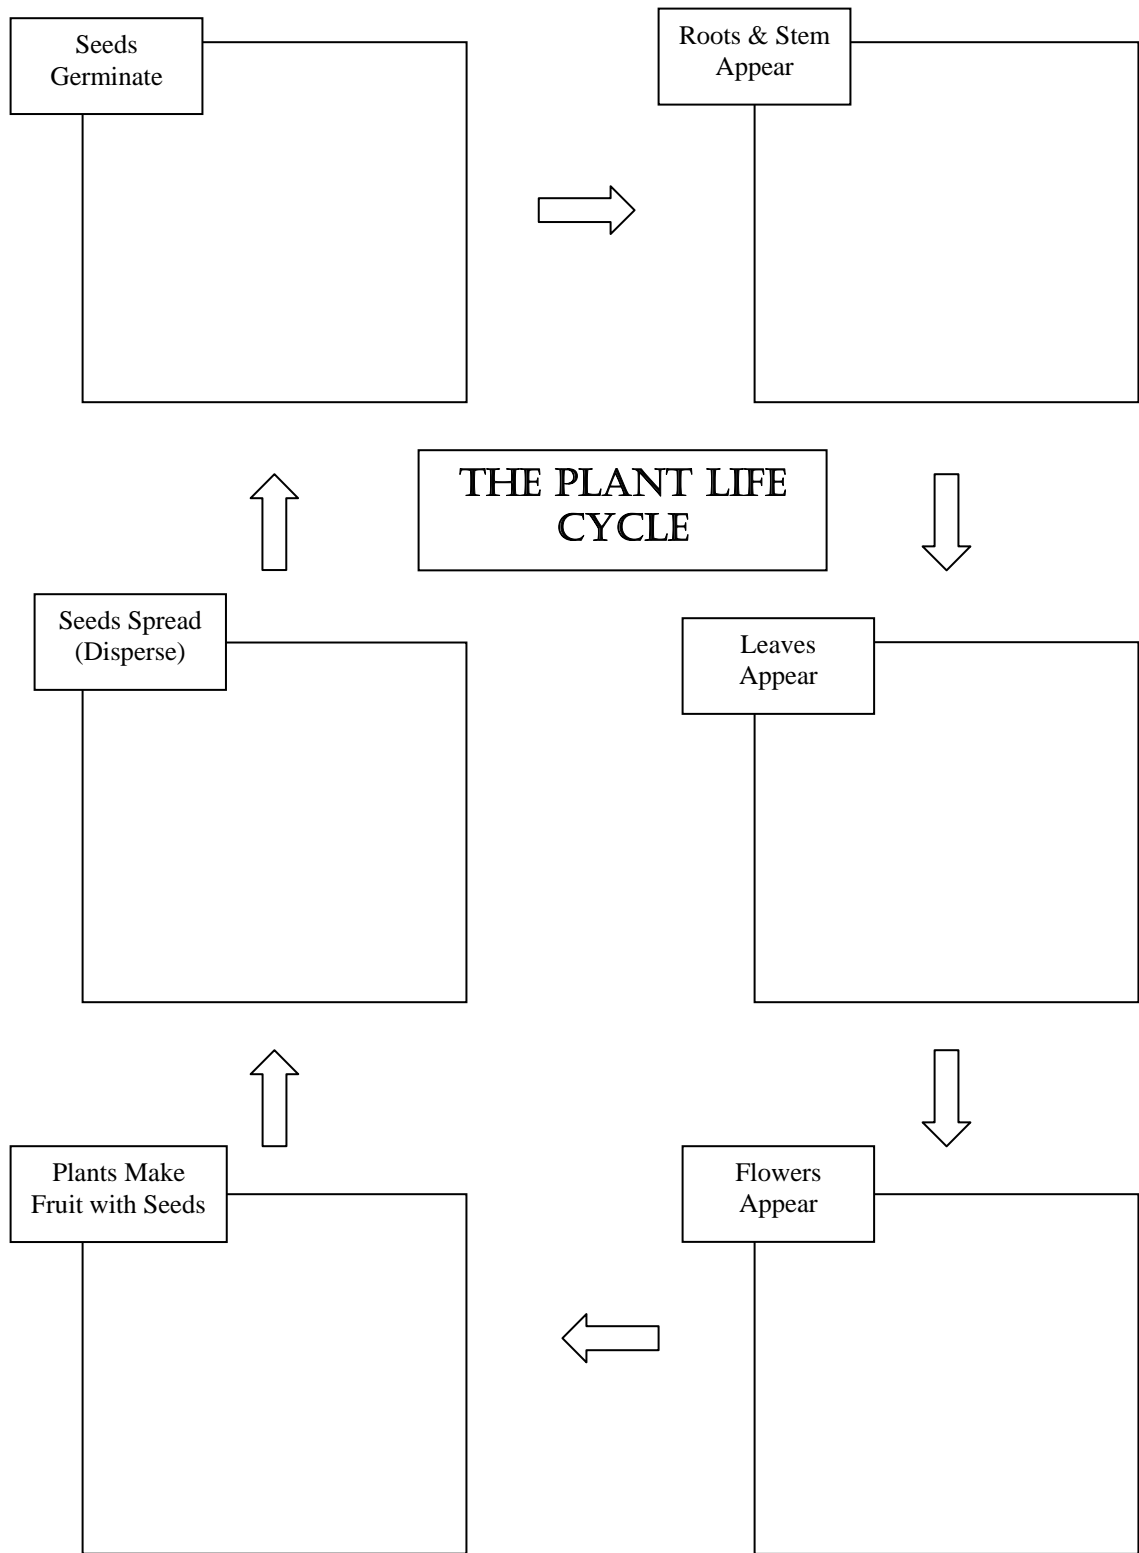 Seeds
Germinate
Roots & Stem
Appear
THE PLANT LIFE
CYCLE
Seeds Spread
(Disperse)
Leaves
Appear
Plants Make
Fruit with Seeds
Flowers
Appear